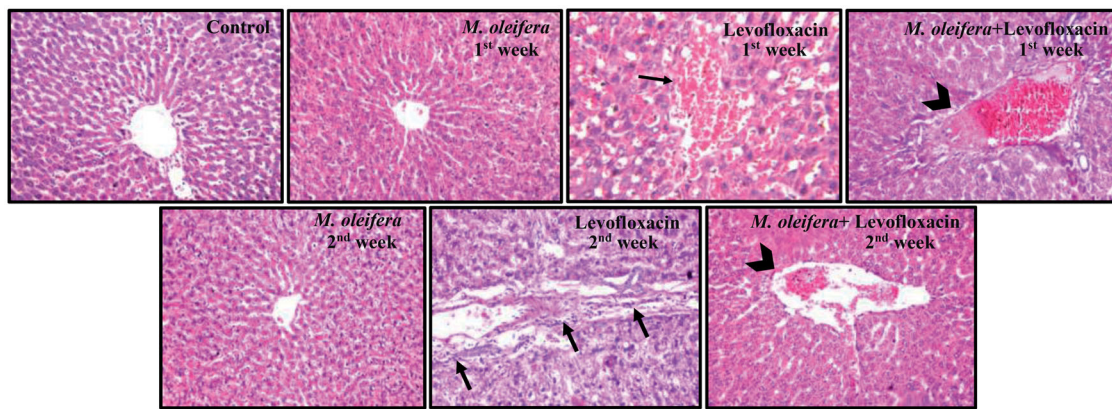 Control
M. oleifera
1st week
Levofloxacin
1st week
M. oleifera+Levofloxacin
1st week
M. oleifera
2nd week
Levofloxacin
2nd week
M. oleifera+ Levofloxacin
2nd week